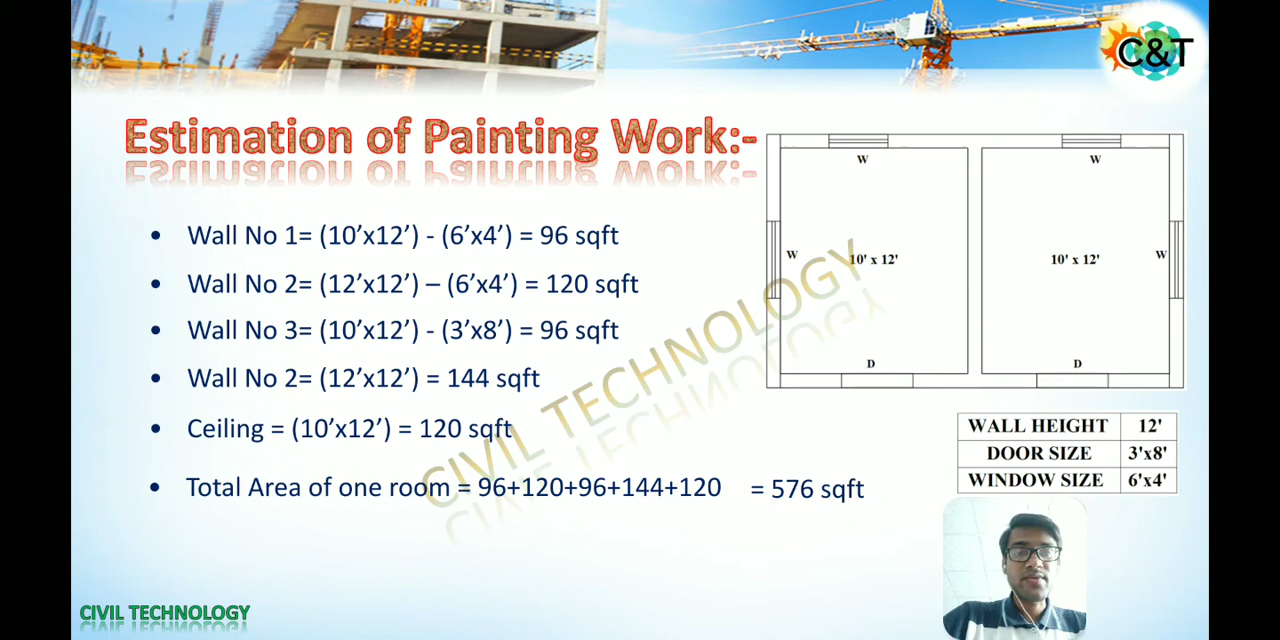 C&T
Estimation of Painting Work:-
• Wall No 1= (10’x12’) - (6’x4’) = 96 sqft
• Wall No 2= (12’x12’) – (6’x4’) = 120 sqft
• Wall No 3= (10’x12’) - (3’x8’) = 96 sqft
• Wall No 2= (12’x12’) = 144 sqft
• Ceiling = (10’x12’) = 120 sqft
• Total Area of one room = 96+120+96+144+120 = 576 sqft
W W
W 10' x 12' 10' x 12' W
D D
WALL HEIGHT 12'
DOOR SIZE 3'x8'
WINDOW SIZE 6'x4'
CIVIL TECHNOLOGY
CIVIL TECHNOLOGY